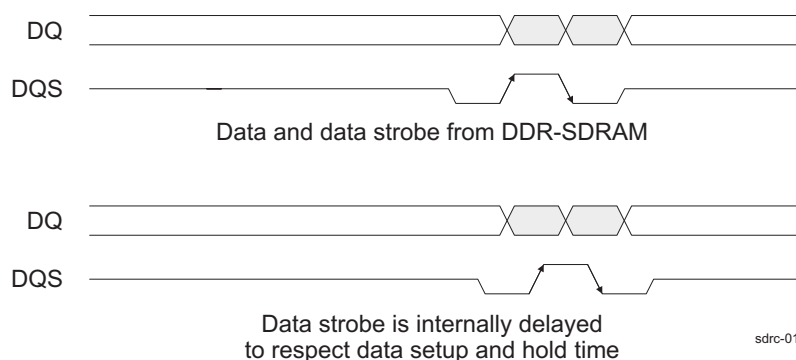 DQ
DQS
Data and data strobe from DDR-SDRAM
DQ
DQS
Data strobe is internally delayed
to respect data setup and hold time
sdrc-01